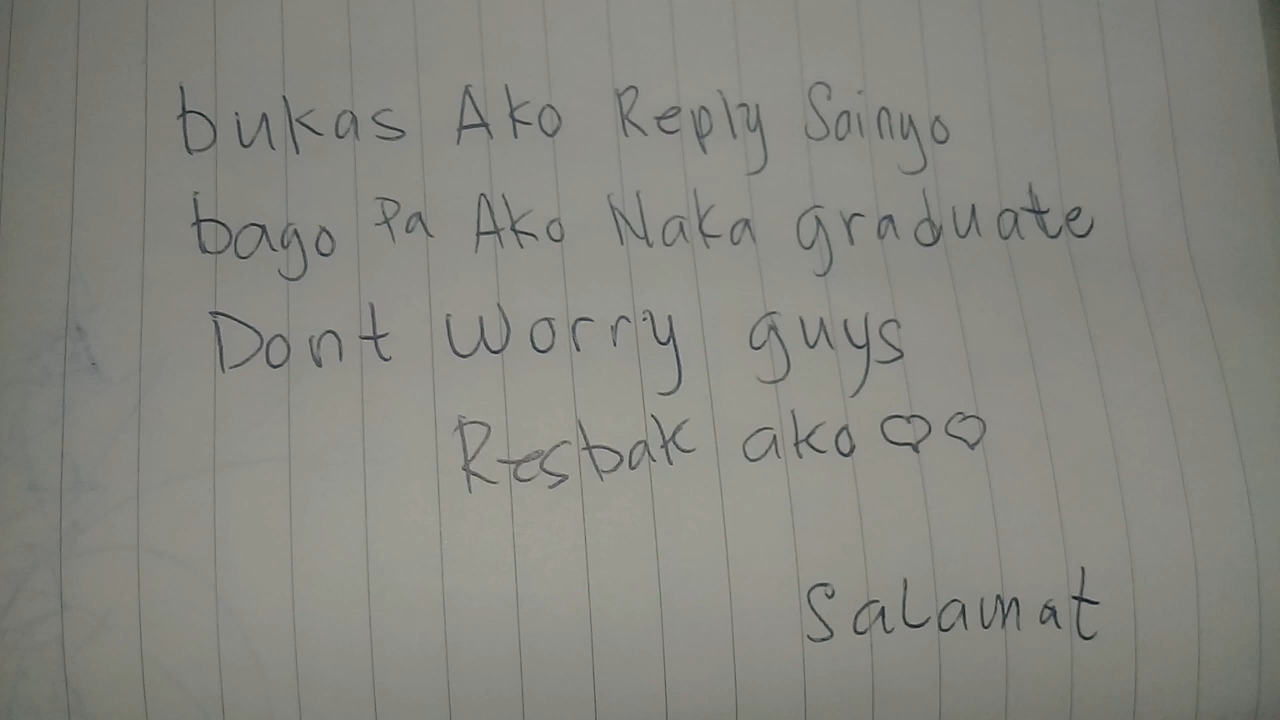 bukas Ako Reply Sainyo
bago Pa Ako Naka graduate
Dont worry guys
Resbak ako ♡♡
SaLamat